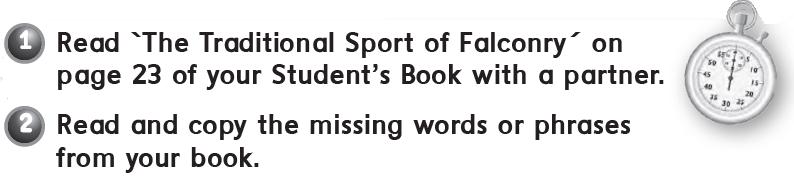 1 Read `The Traditional Sport of Falconry´ on
page 23 of your Student's Book with a partner.
2 Read and copy the missing words or phrases
from your book.